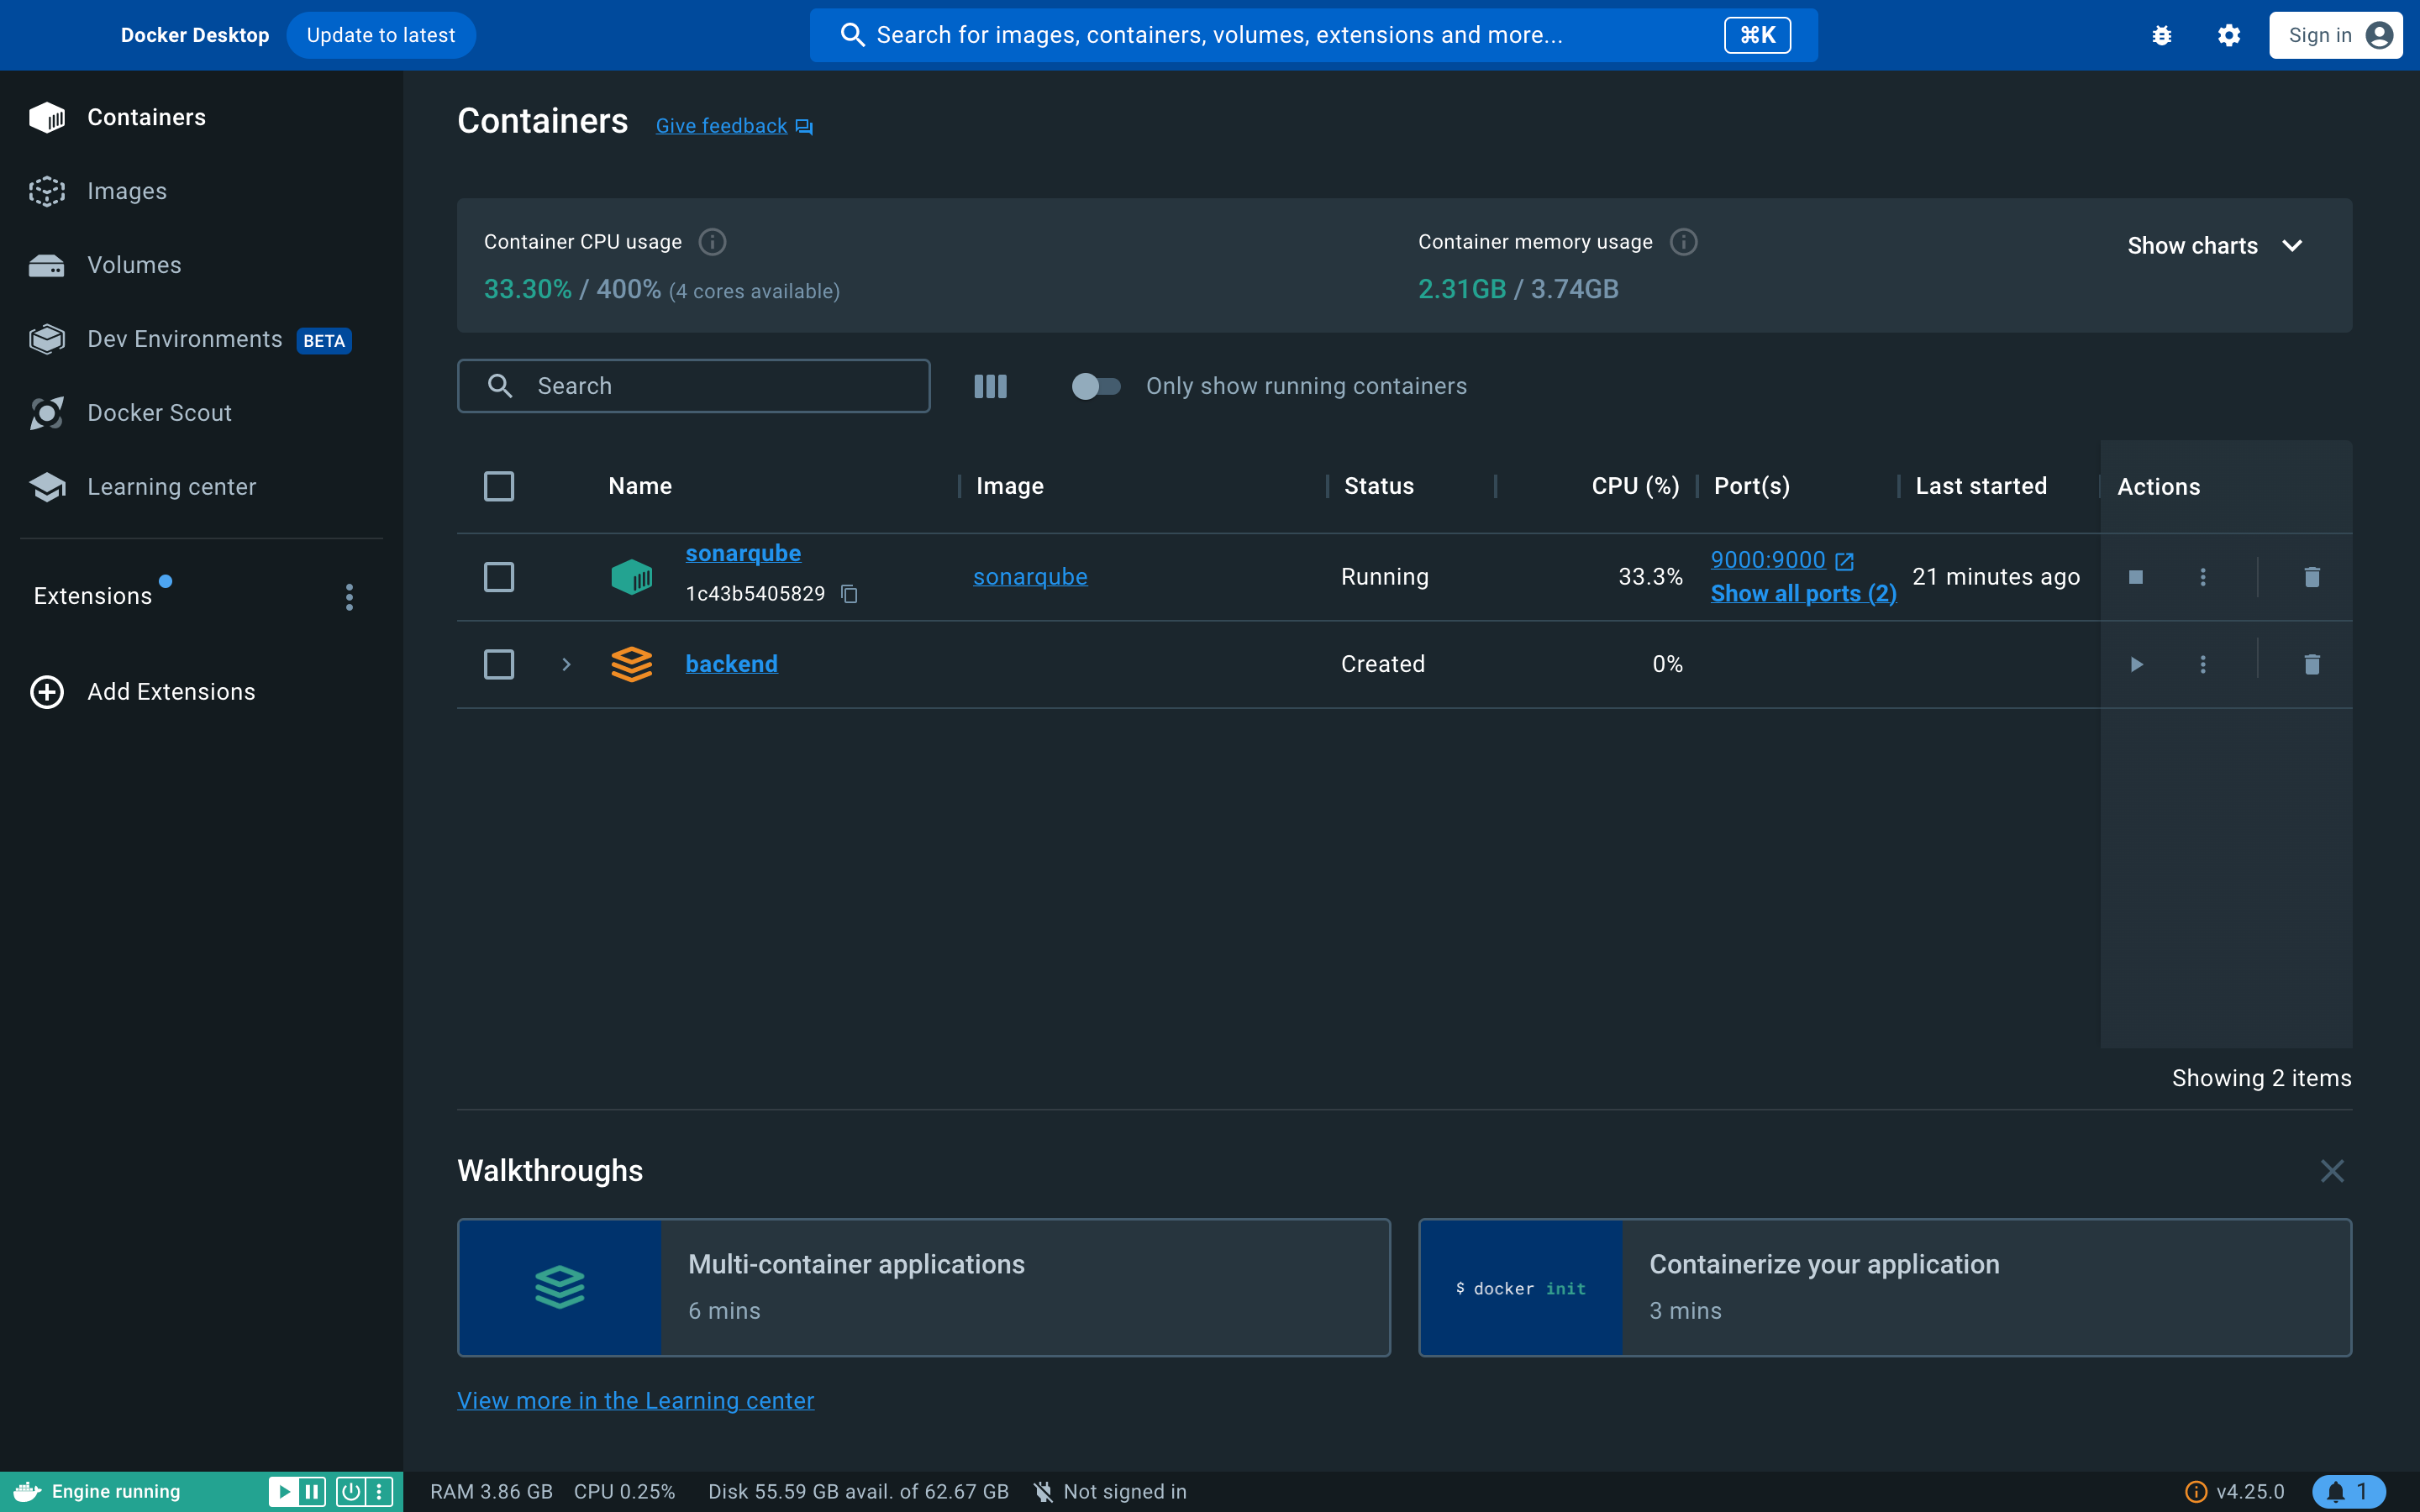 Docker Desktop
Update to latest
Search for images, containers, volumes, extensions and more...
⌘K
Sign in
Containers
Images
Volumes
Dev Environments BETA
Docker Scout
Learning center
Extensions
Add Extensions
Containers
Give feedback
Container CPU usage
33.30% / 400% (4 cores available)
Container memory usage
2.31GB / 3.74GB
Show charts
Search
Only show running containers
Name Image Status CPU (%) Port(s) Last started Actions
sonarqube
1c43b5405829
sonarqube
Running
33.3%
9000:9000
Show all ports (2)
21 minutes ago
backend
Created
0%
Showing 2 items
Walkthroughs
Multi-container applications
6 mins
$ docker init
Containerize your application
3 mins
View more in the Learning center
Engine running
RAM 3.86 GB CPU 0.25% Disk 55.59 GB avail. of 62.67 GB Not signed in
v4.25.0
1